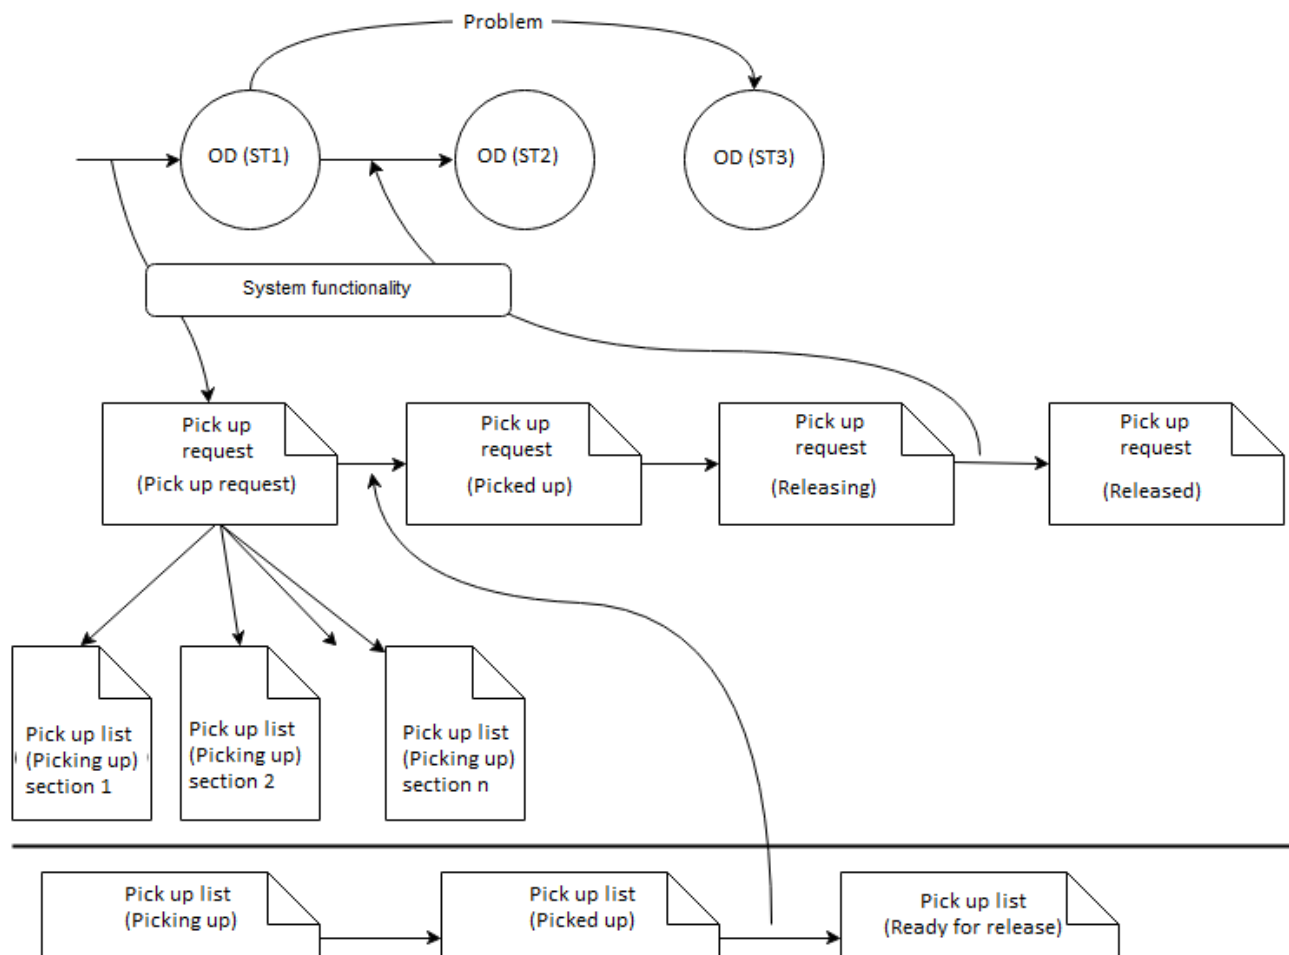 Problem
OD (ST1)
OD (ST2)
OD (ST3)
System functionality
Pick up
request
(Pick up request)
Pick up
request
(Picked up)
Pick up
request
(Releasing)
Pick up
request
(Released)
Pick up list
(Picking up)
section 1
Pick up list
(Picking up)
section 2
Pick up list
(Picking up)
section n
Pick up list
(Picking up)
Pick up list
(Picked up)
Pick up list
(Ready for release)